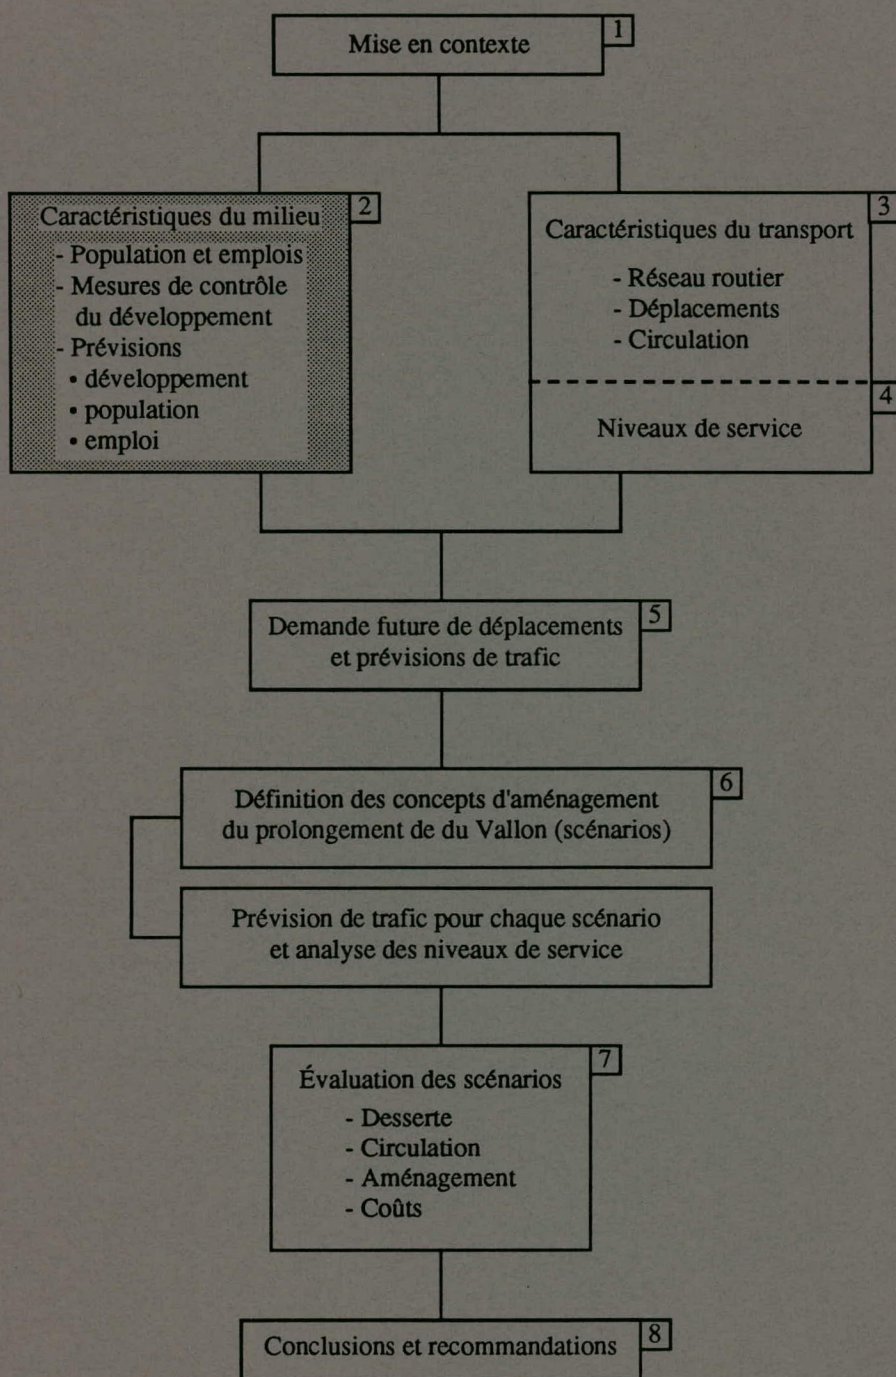 1
Mise en contexte
2
Caractéristiques du milieu
- Population et emplois
- Mesures de contrôle
du développement
- Prévisions
• développement
• population
• emploi
3
Caractéristiques du transport
- Réseau routier
- Déplacements
- Circulation
4
Niveaux de service
5
Demande future de déplacements
et prévisions de trafic
6
Définition des concepts d'aménagement
du prolongement de du Vallon (scénarios)
Prévision de trafic pour chaque scénario
et analyse des niveaux de service
7
Évaluation des scénarios
- Desserte
- Circulation
- Aménagement
- Coûts
8
Conclusions et recommandations